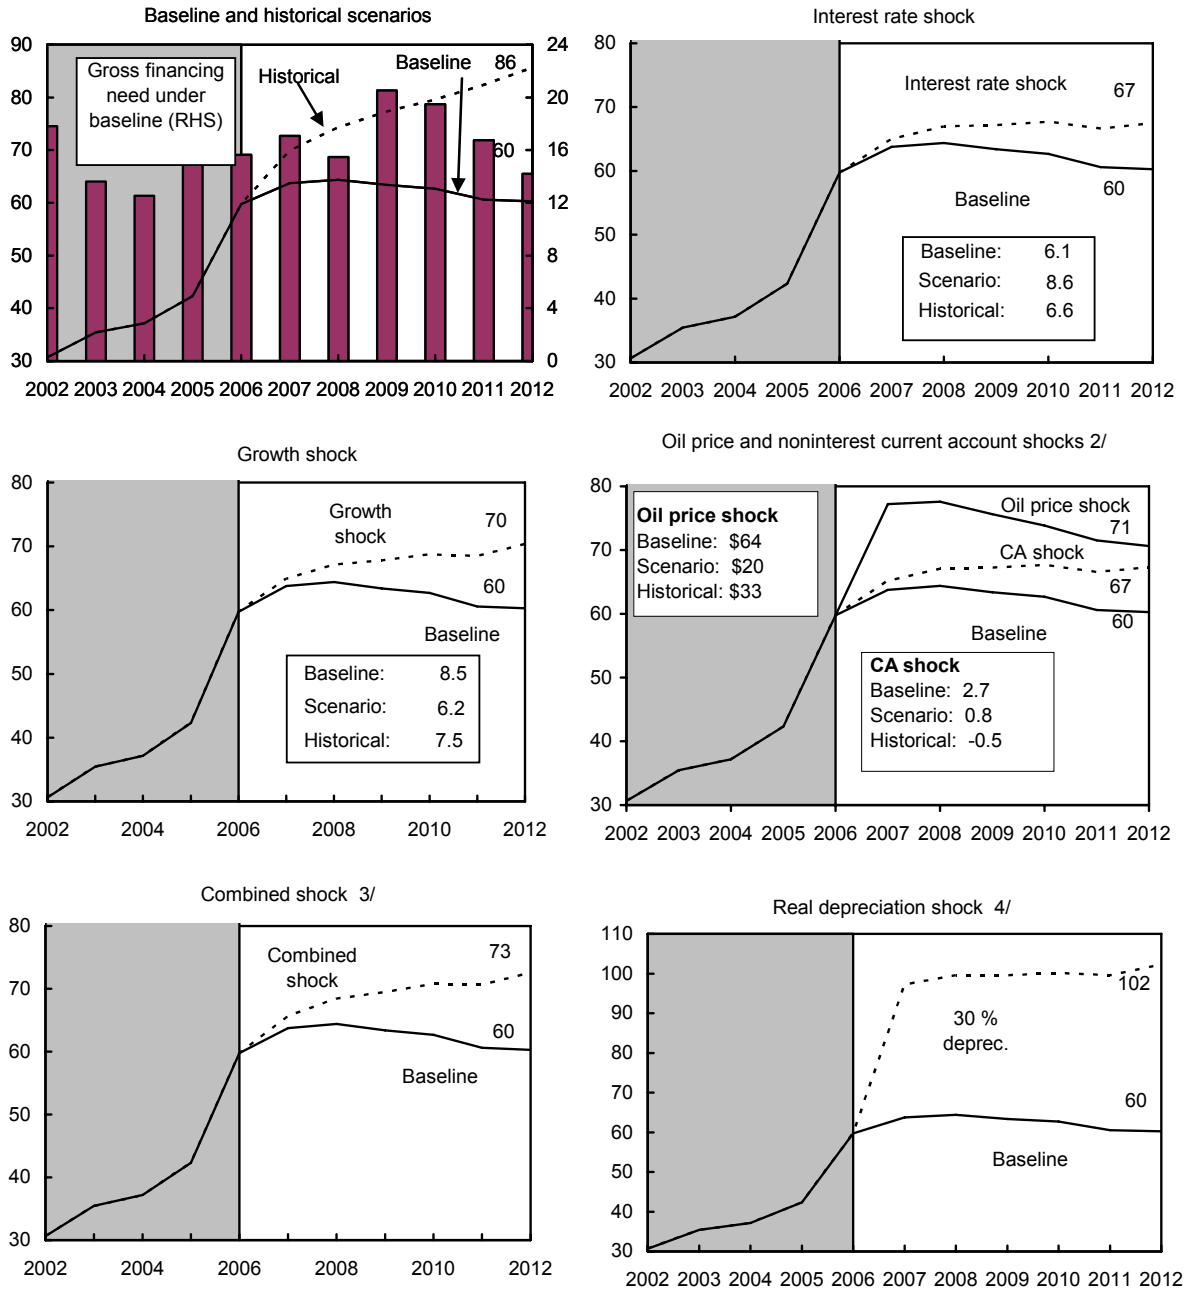 Baseline and historical scenarios
90
80
70
60
50
40
30
24
20
16
12
8
4
0
Gross financing
need under
baseline (RHS)
Historical
Baseline
86
60
2002 2003 2004 2005 2006 2007 2008 2009 2010 2011 2012
Interest rate shock
80
70
60
50
40
30
Interest rate shock
67
60
Baseline
Baseline: 6.1
Scenario: 8.6
Historical: 6.6
2002 2003 2004 2005 2006 2007 2008 2009 2010 2011 2012
Growth shock
80
70
60
50
40
30
Growth
shock
70
60
Baseline
Baseline: 8.5
Scenario: 6.2
Historical: 7.5
2002 2004 2006 2008 2010 2012
Oil price and noninterest current account shocks 2/
80
70
60
50
40
30
Oil price shock
Baseline: $64
Scenario: $20
Historical: $33
Oil price shock
71
CA shock
67
60
Baseline
CA shock
Baseline: 2.7
Scenario: 0.8
Historical: -0.5
2002 2003 2004 2005 2006 2007 2008 2009 2010 2011 2012
Combined shock 3/
80
70
60
50
40
30
Combined
shock
73
60
Baseline
2002 2004 2006 2008 2010 2012
Real depreciation shock 4/
110
100
90
80
70
60
50
40
30
102
30 %
deprec.
60
Baseline
2002 2003 2004 2005 2006 2007 2008 2009 2010 2011 2012